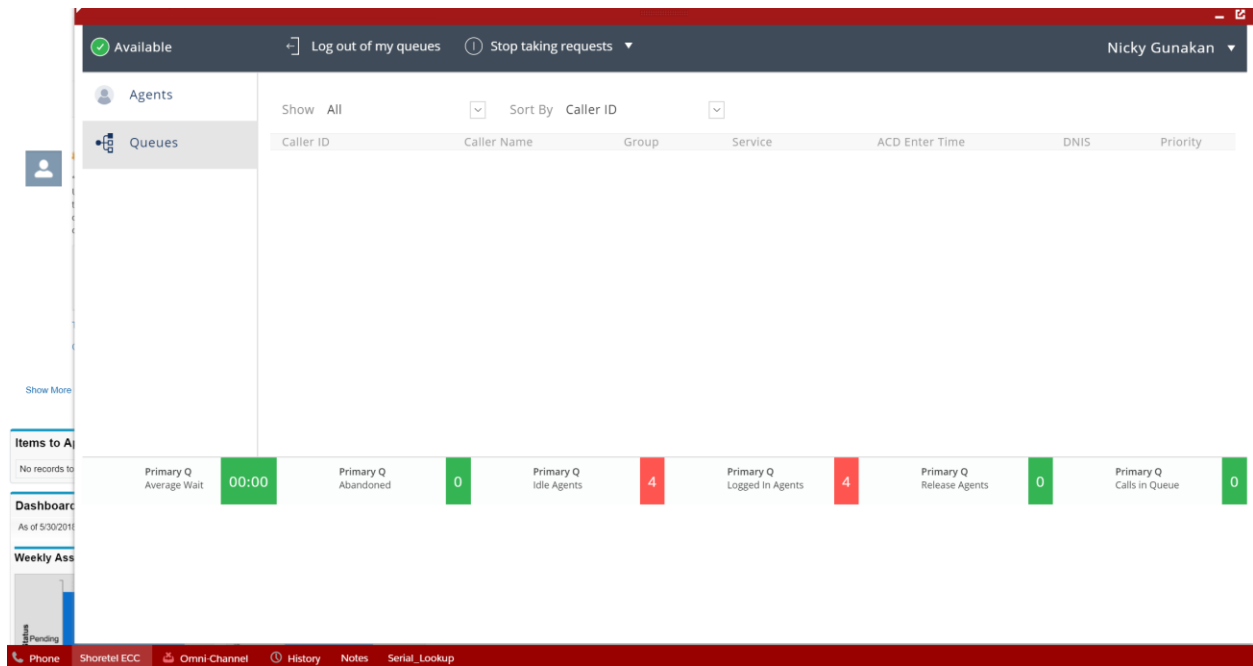 Available
Log out of my queues
Stop taking requests
Nicky Gunakan
Agents
Queues
Show All
Sort By Caller ID
Caller ID Caller Name Group Service ACD Enter Time DNIS Priority
Show More
Items to
No records to
Primary Q
Average Wait
00:00
Primary Q
Abandoned
0
Primary Q
Idle Agents
4
Primary Q
Logged In Agents
4
Primary Q
Release Agents
0
Primary Q
Calls in Queue
0
Dashboard
As of 5/30/201
Weekly Ass
Pending
Phone Shoretel ECC Omni-Channel History Notes Serial_Lookup